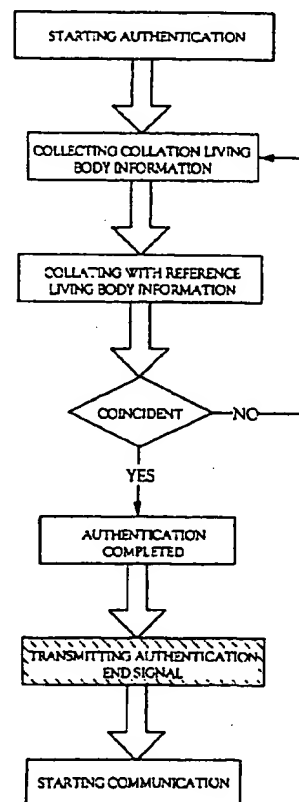 STARTING AUTHENTICATION
COLLECTING COLLATION LIVING
BODY INFORMATION
COLLATING WITH REFERENCE
LIVING BODY INFORMATION
COINCIDENT
NO
YES
AUTHENTICATION
COMPLETED
TRANSMITTING AUTHENTICATION
END SIGNAL
STARTING COMMUNICATION